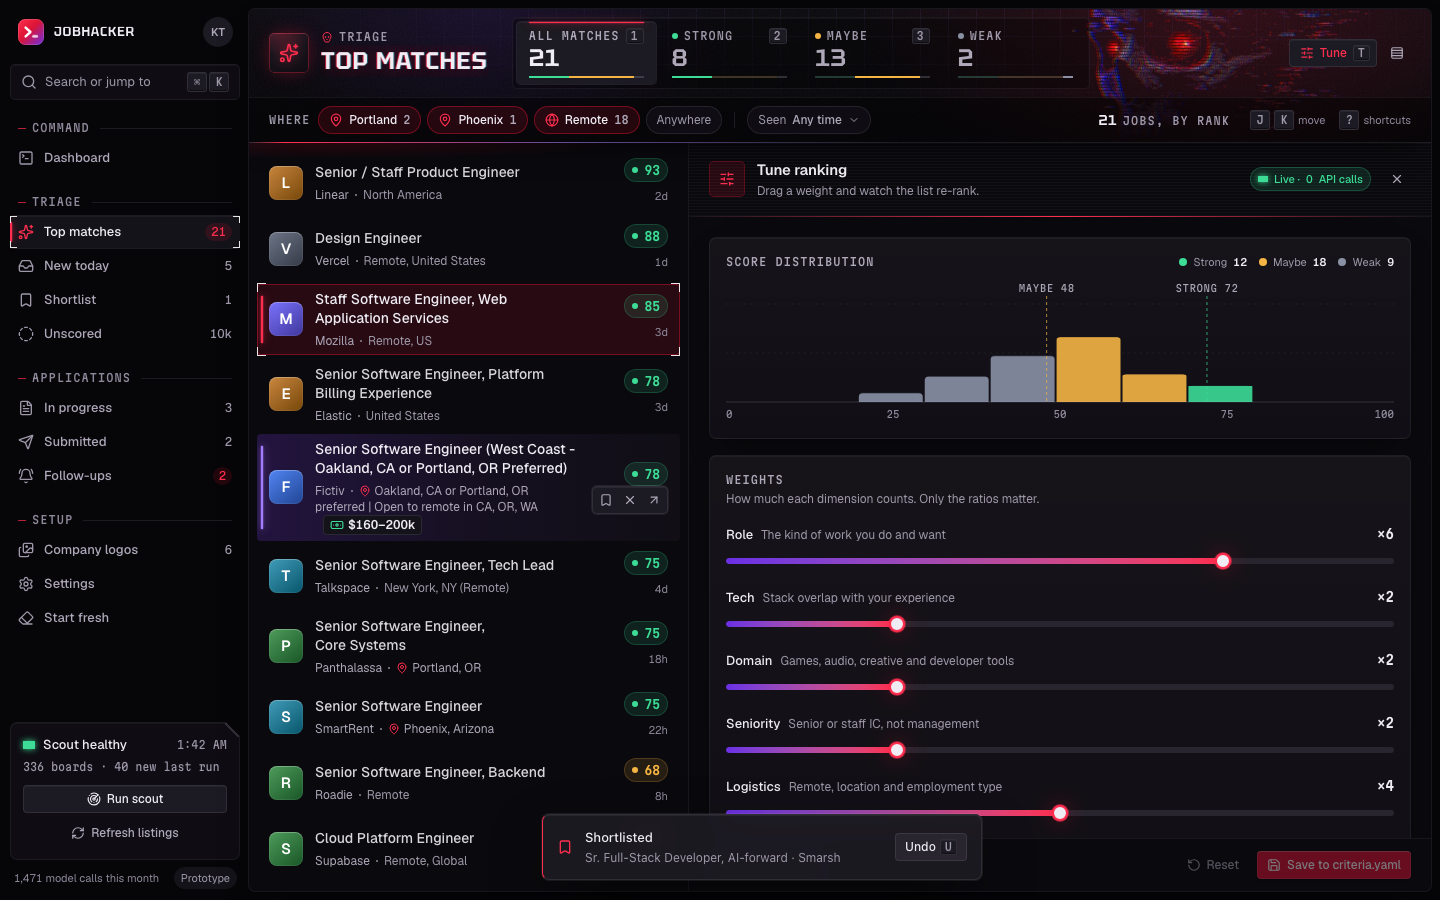 JOBHACKER
KT
Search or jump to ⌘ K
COMMAND
Dashboard
TRIAGE
Top matches 21
New today 5
Shortlist 1
Unscored 10k
APPLICATIONS
In progress 3
Submitted 2
Follow-ups 2
SETUP
Company logos 6
Settings
Start fresh
Scout healthy 1:42 AM
336 boards · 40 new last run
Run scout
Refresh listings
1,471 model calls this month Prototype
TRIAGE
TOP MATCHES
ALL MATCHES 1
21
STRONG 2
8
MAYBE 3
13
WEAK
2
Tune T
WHERE Portland 2 Phoenix 1 Remote 18 Anywhere Seen Any time
21 JOBS, BY RANK J K move ? shortcuts
L
Senior / Staff Product Engineer 93
Linear · North America 2d
V
Design Engineer 88
Vercel · Remote, United States 1d
M
Staff Software Engineer, Web
Application Services
85
Mozilla · Remote, US 3d
E
Senior Software Engineer, Platform
Billing Experience
78
Elastic · United States 3d
F
Senior Software Engineer (West Coast -
Oakland, CA or Portland, OR Preferred)
78
Fictiv · Oakland, CA or Portland, OR
preferred | Open to remote in CA, OR, WA
$160–200k
T
Senior Software Engineer, Tech Lead 75
Talkspace · New York, NY (Remote) 4d
P
Senior Software Engineer,
Core Systems
75
Panthalassa · Portland, OR 18h
S
Senior Software Engineer 75
SmartRent · Phoenix, Arizona 22h
R
Senior Software Engineer, Backend 68
Roadie · Remote 8h
S
Cloud Platform Engineer
Supabase · Remote, Global
Tune ranking
Drag a weight and watch the list re-rank.
Live · 0 API calls
SCORE DISTRIBUTION
Strong 12 Maybe 18 Weak 9
MAYBE 48 STRONG 72
0 25 50 75 100
WEIGHTS
How much each dimension counts. Only the ratios matter.
Role The kind of work you do and want ×6
Tech Stack overlap with your experience ×2
Domain Games, audio, creative and developer tools ×2
Seniority Senior or staff IC, not management ×2
Logistics Remote, location and employment type ×4
Shortlisted
Sr. Full-Stack Developer, AI-forward · Smarsh
Undo U
Reset
Save to criteria.yaml